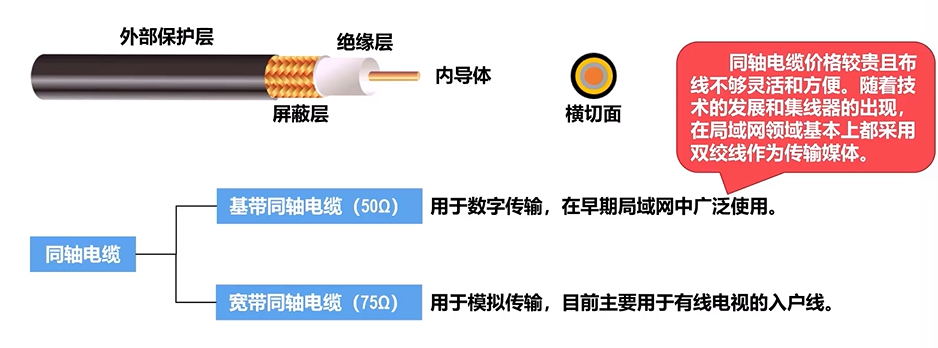 外部保护层
绝缘层
内导体
屏蔽层
横切面
同轴电缆价格较贵且布
线不够灵活和方便。随着技
术的发展和集线器的出现，
在局域网领域基本上都采用
双绞线作为传输媒体。
基带同轴电缆（50Ω）
用于数字传输，在早期局域网中广泛使用。
同轴电缆
宽带同轴电缆（75Ω）
用于模拟传输，目前主要用于有线电视的入户线。